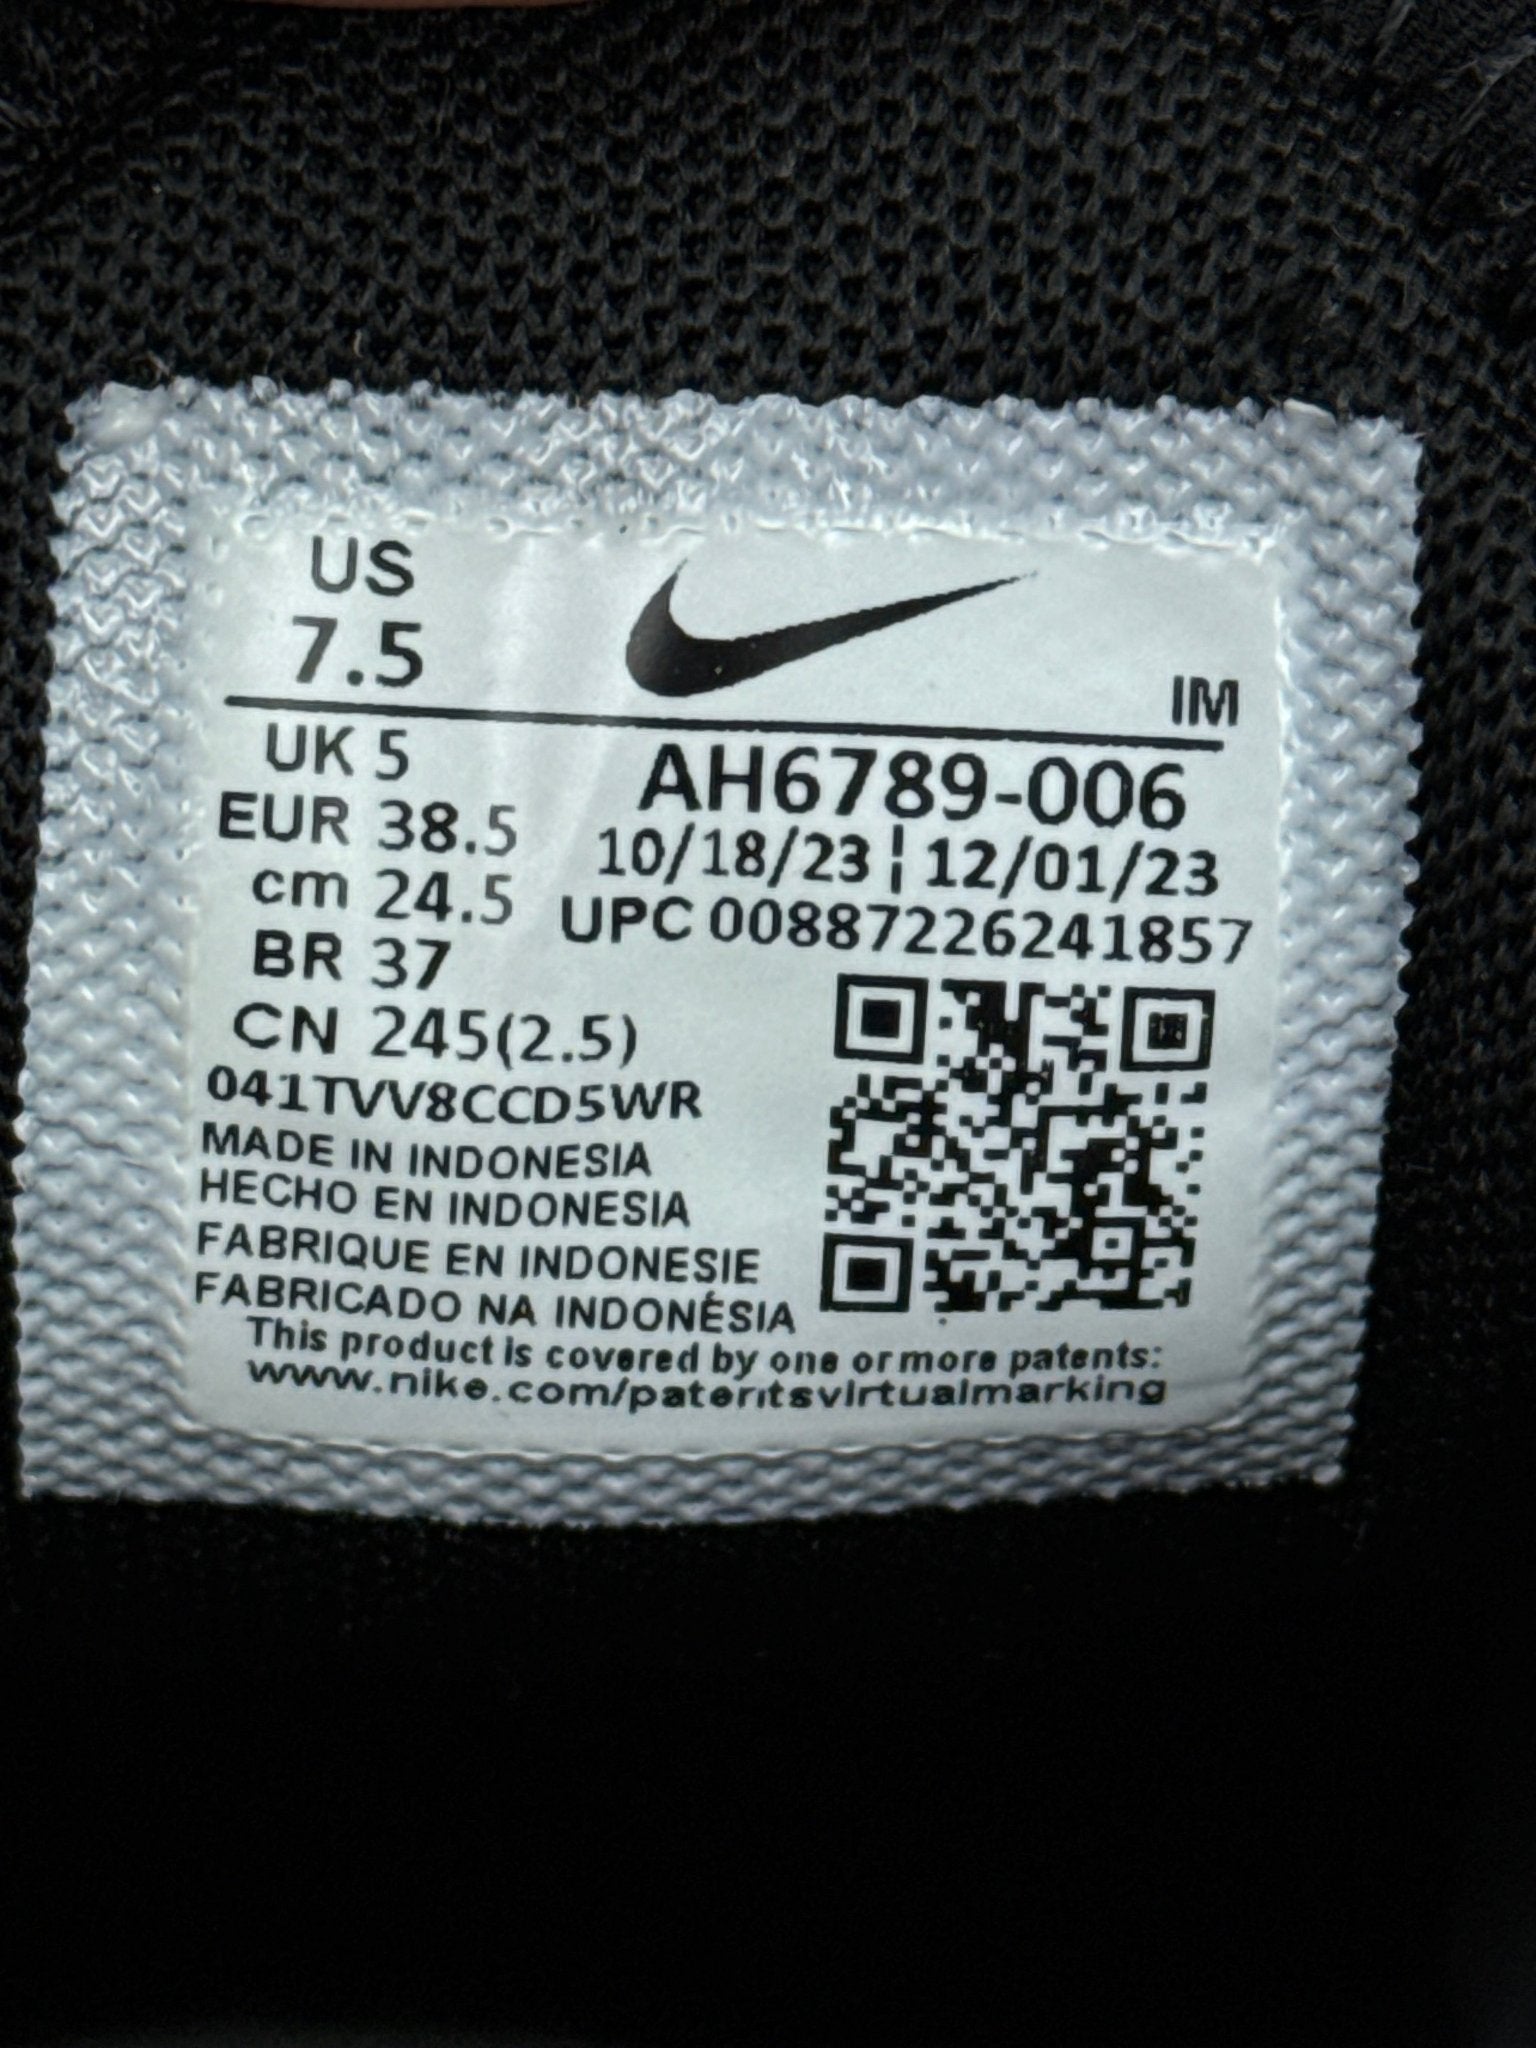 US
7.5
IM
UK 5
EUR 38.5
cm 24.5
BR 37
CN 245(2.5)
AH6789-006
10/18/23 ¦ 12/01/23
UPC 00887226241857
041TVV8CCD5WR
MADE IN INDONESIA
HECHO EN INDONESIA
FABRIQUE EN INDONESIE
FABRICADO NA INDONÉSIA
This product is covered by one or more patents:
www.nike.com/patentsvirtualmarking